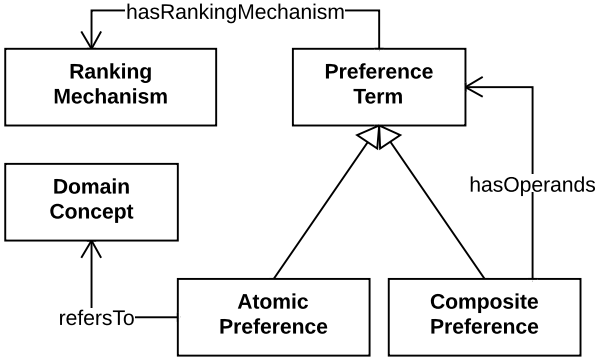 hasRankingMechanism
Ranking
Mechanism
Preference
Term
Domain
Concept
hasOperands
Atomic
Preference
Composite
Preference
refersTo